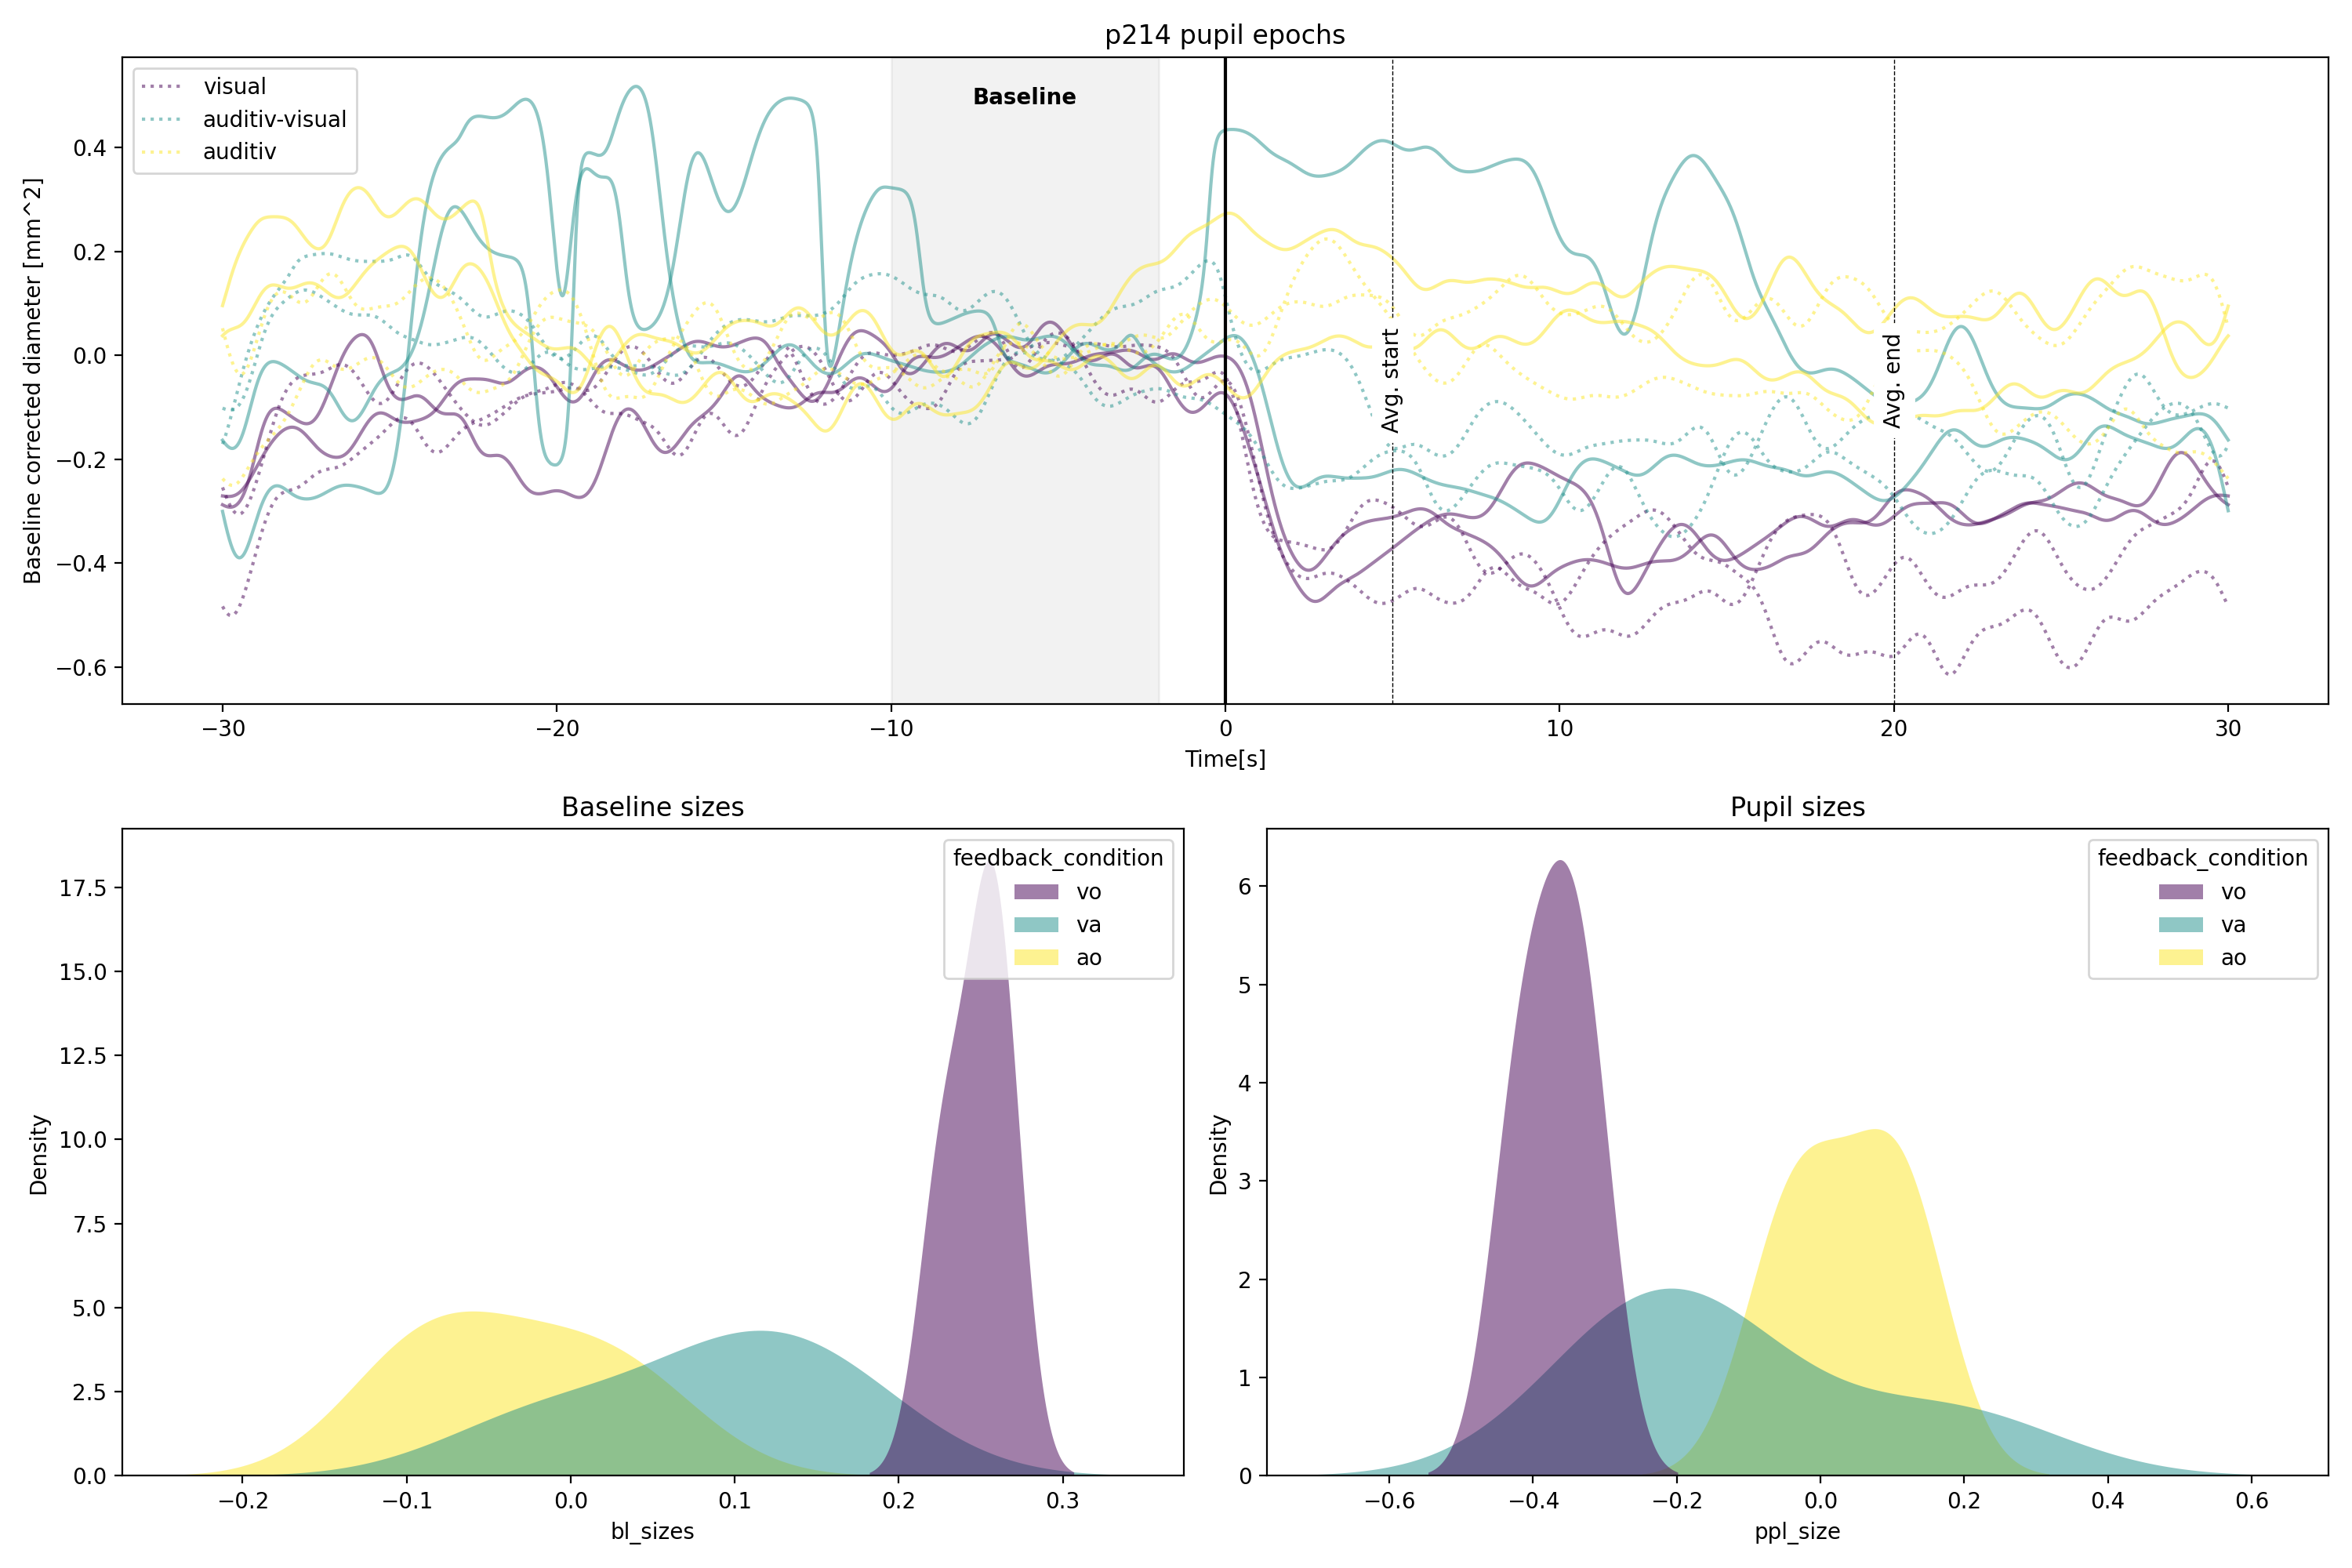 p214 pupil epochs
visual
auditiv-visual
auditiv
Baseline
Baseline corrected diameter [mm^2]
0.4
0.2
0.0
−0.2
−0.4
−0.6
Avg. start
Avg. end
−30
−20
−10
0
10
20
30
Time[s]
Baseline sizes
feedback_condition
vo
va
ao
Density
17.5
15.0
12.5
10.0
7.5
5.0
2.5
0.0
−0.2
−0.1
0.0
0.1
0.2
0.3
bl_sizes
Pupil sizes
feedback_condition
vo
va
ao
Density
6
5
4
3
2
1
0
−0.6
−0.4
−0.2
0.0
0.2
0.4
0.6
ppl_size